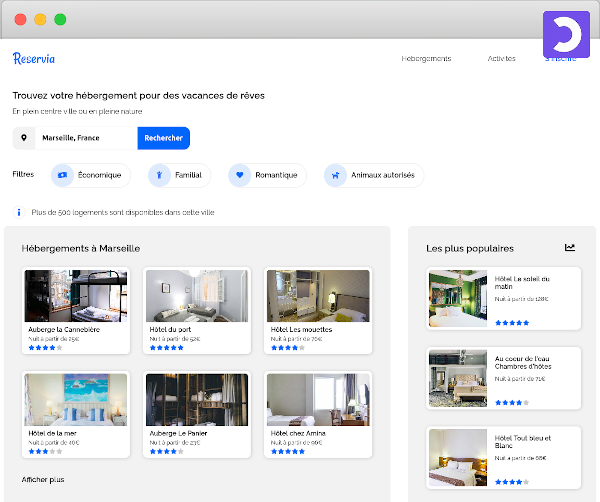 Reservia
Hébergements
Activités
S'inscrire
Trouvez votre hébergement pour des vacances de rêves
En plein centre ville ou en pleine nature
Marseille, France
Rechercher
Filtres
Économique
Familial
Romantique
Animaux autorisés
Plus de 500 logements sont disponibles dans cette ville
Hébergements à Marseille
Auberge la Cannebière
Nuit à partir de 25€
Hôtel du port
Nuit à partir de 52€
Hôtel Les mouettes
Nuit à partir de 76€
Hôtel de la mer
Nuit à partir de 46€
Auberge Le Panier
Nuit à partir de 23€
Hôtel chez Amina
Nuit à partir de 96€
Afficher plus
Les plus populaires
Hôtel Le soleil du
matin
Nuit à partir de 128€
Au coeur de l'eau
Chambres d'hôtes
Nuit à partir de 71€
Hôtel Tout bleu et
Blanc
Nuit à partir de 68€